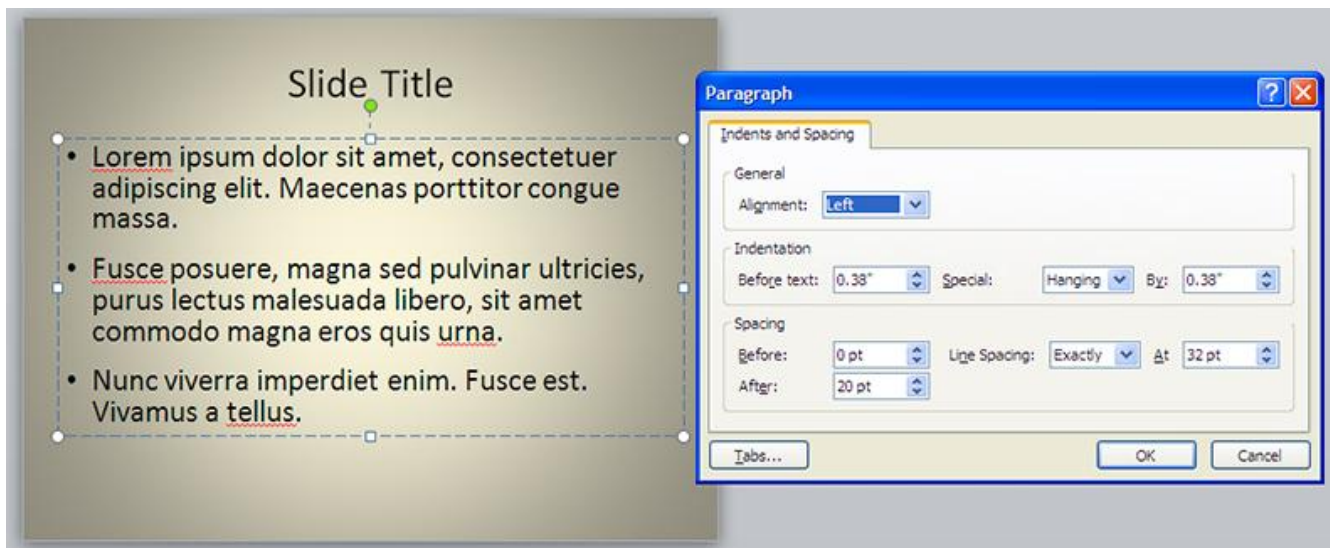 Slide Title
• Lorem ipsum dolor sit amet, consectetuer
adipiscing elit. Maecenas porttitor congue
massa.
• Fusce posuere, magna sed pulvinar ultricies,
purus lectus malesuada libero, sit amet
commodo magna eros quis urna.
• Nunc viverra imperdiet enim. Fusce est.
Vivamus a tellus.
Paragraph
Indents and Spacing
General
Alignment: Left
Indentation
Before text: 0.38" Special: Hanging By: 0.38"
Spacing
Before: 0 pt Line Spacing: Exactly At 32 pt
After: 20 pt
Tabs... OK Cancel